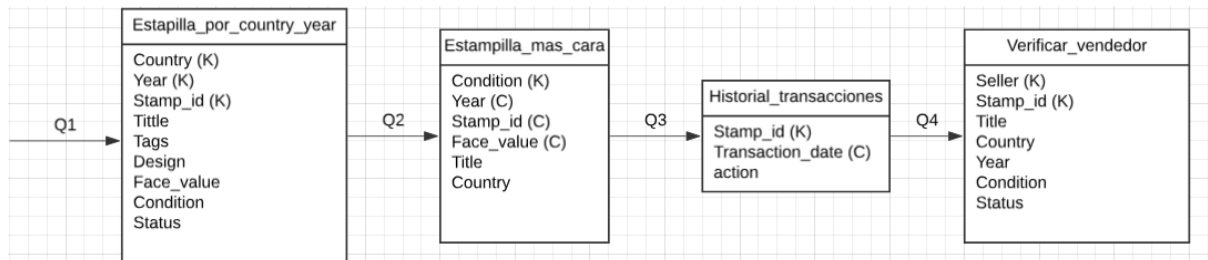 Q1
Estapilla_por_country_year
Country (K)
Year (K)
Stamp_id (K)
Tittle
Tags
Design
Face_value
Condition
Status
Q2
Estampilla_mas_cara
Condition (K)
Year (C)
Stamp_id (C)
Face_value (C)
Title
Country
Q3
Historial_transacciones
Stamp_id (K)
Transaction_date (C)
action
Q4
Verificar_vendedor
Seller (K)
Stamp_id (K)
Title
Country
Year
Condition
Status